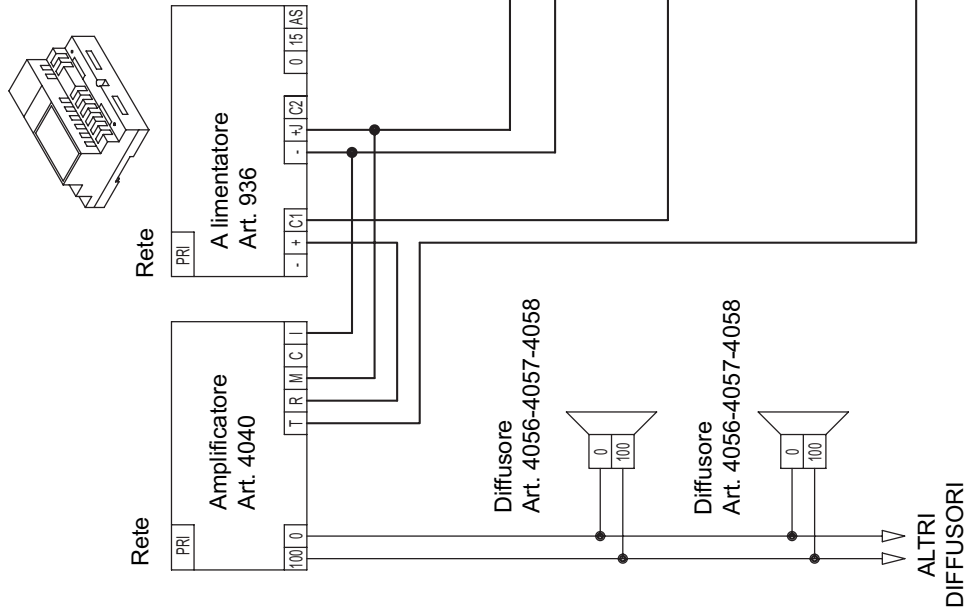 Rete
PRI
A limentatore
Art. 936
- + C1 - +J C2 0 15 AS
Rete
PRI
Amplificatore
Art. 4040
100 0 T R M C I
Diffusore
Art. 4056-4057-4058
0
100
Diffusore
Art. 4056-4057-4058
0
100
ALTRI
DIFFUSORI